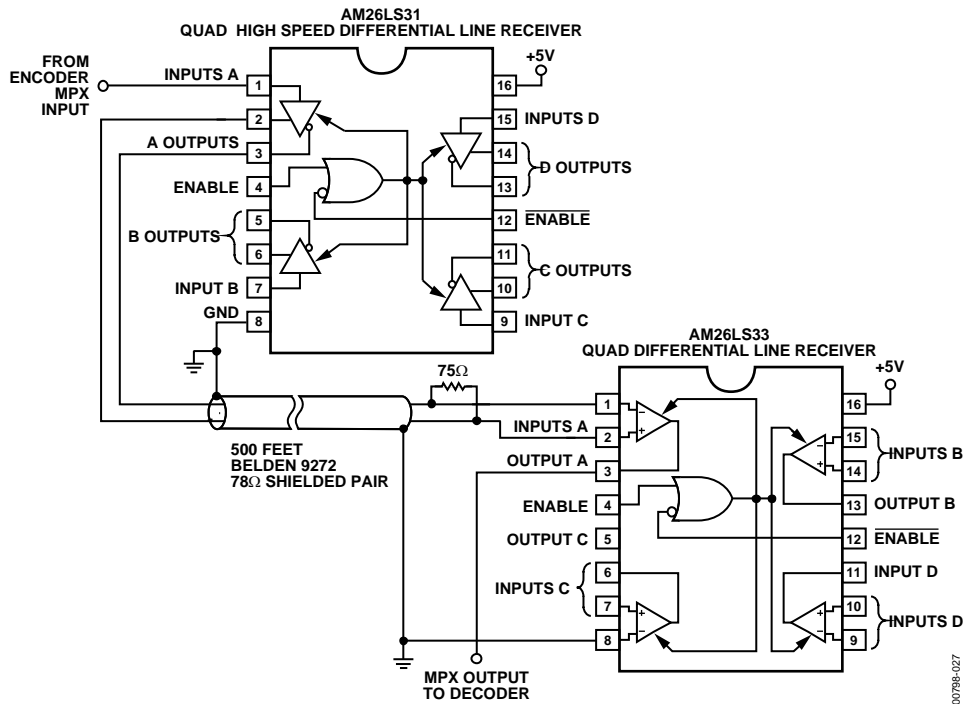 AM26LS31
QUAD HIGH SPEED DIFFERENTIAL LINE RECEIVER
FROM
ENCODER
MPX
INPUT
INPUTS A
A OUTPUTS
ENABLE
B OUTPUTS
INPUT B
GND
1
2
3
4
5
6
7
8
+5V
16
15
14
13
12
11
10
9
INPUTS D
D OUTPUTS
ENABLE
C OUTPUTS
INPUT C
75Ω
500 FEET
BELDEN 9272
78Ω SHIELDED PAIR
AM26LS33
QUAD DIFFERENTIAL LINE RECEIVER
INPUTS A
OUTPUT A
ENABLE
OUTPUT C
INPUTS C
1
2
3
4
5
6
7
8
–
+
+
–
+5V
16
15
14
13
12
11
10
9
–
+
+
–
INPUTS B
OUTPUT B
ENABLE
INPUT D
INPUTS D
MPX OUTPUT
TO DECODER
00798-027